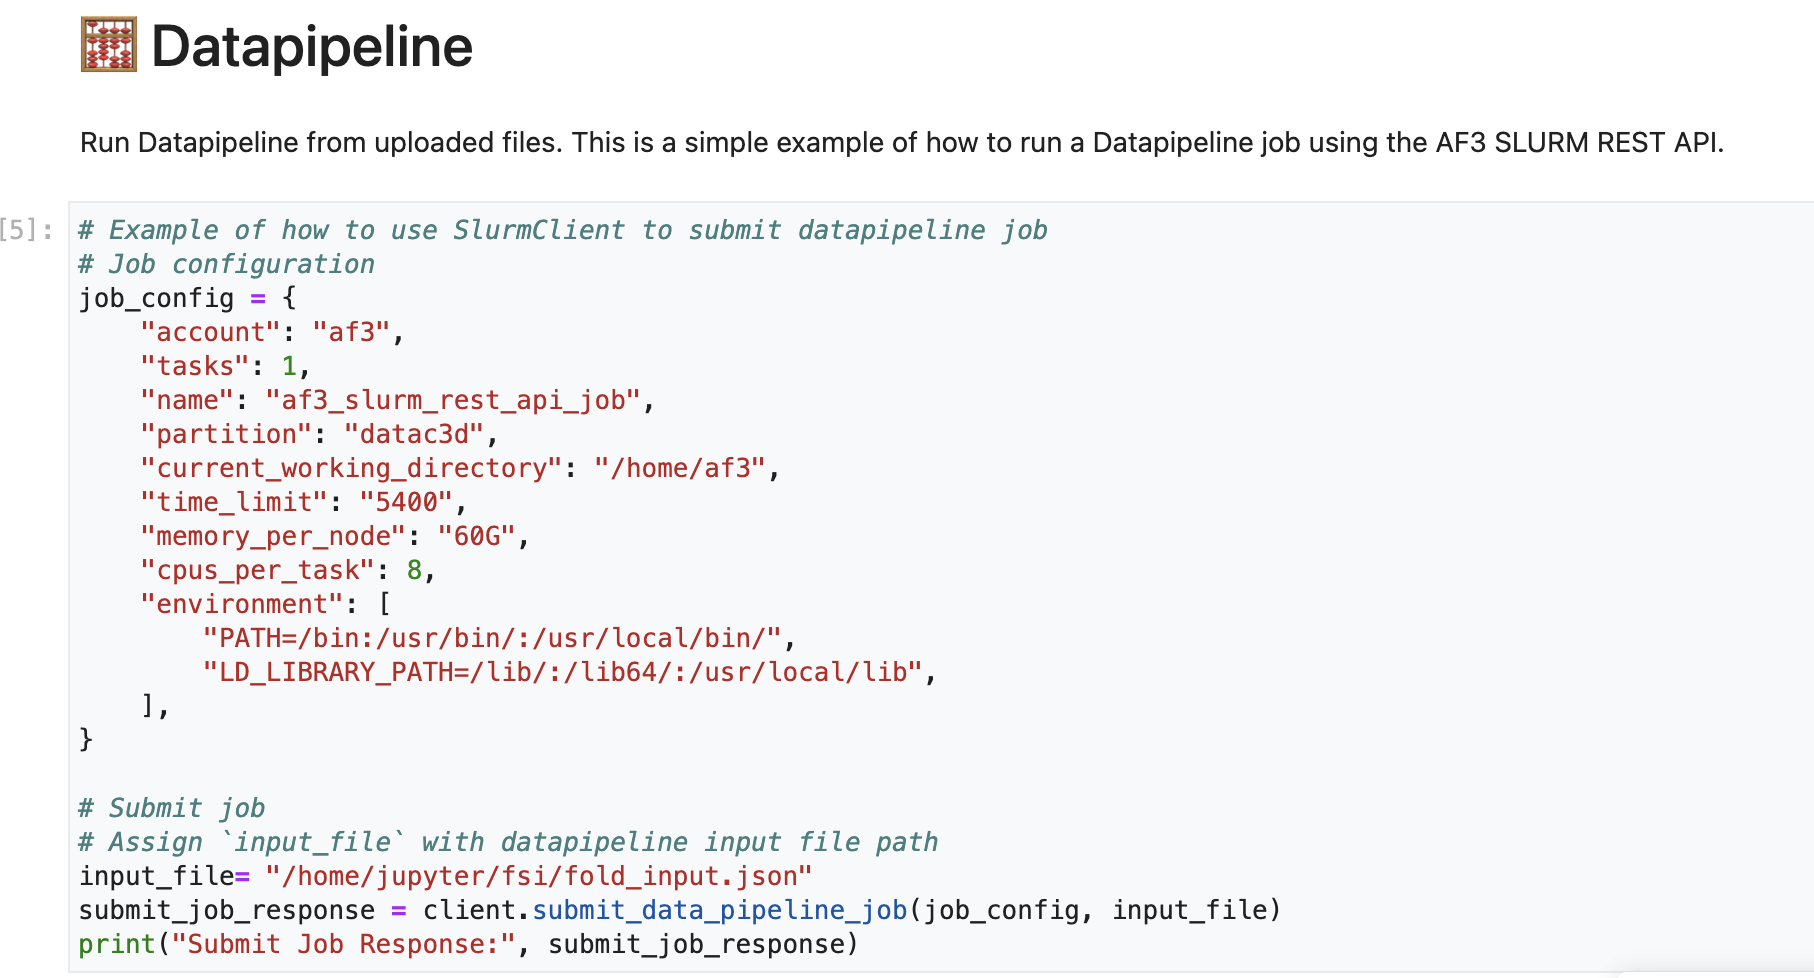 Datapipeline
Run Datapipeline from uploaded files. This is a simple example of how to run a Datapipeline job using the AF3 SLURM REST API.
[5]:
# Example of how to use SlurmClient to submit datapipeline job
# Job configuration
job_config = {
    "account": "af3",
    "tasks": 1,
    "name": "af3_slurm_rest_api_job",
    "partition": "datac3d",
    "current_working_directory": "/home/af3",
    "time_limit": "5400",
    "memory_per_node": "60G",
    "cpus_per_task": 8,
    "environment": [
        "PATH=/bin:/usr/bin/:/usr/local/bin/",
        "LD_LIBRARY_PATH=/lib/:/lib64/:/usr/local/lib",
    ],
}
# Submit job
# Assign `input_file` with datapipeline input file path
input_file= "/home/jupyter/fsi/fold_input.json"
submit_job_response = client.submit_data_pipeline_job(job_config, input_file)
print("Submit Job Response:", submit_job_response)